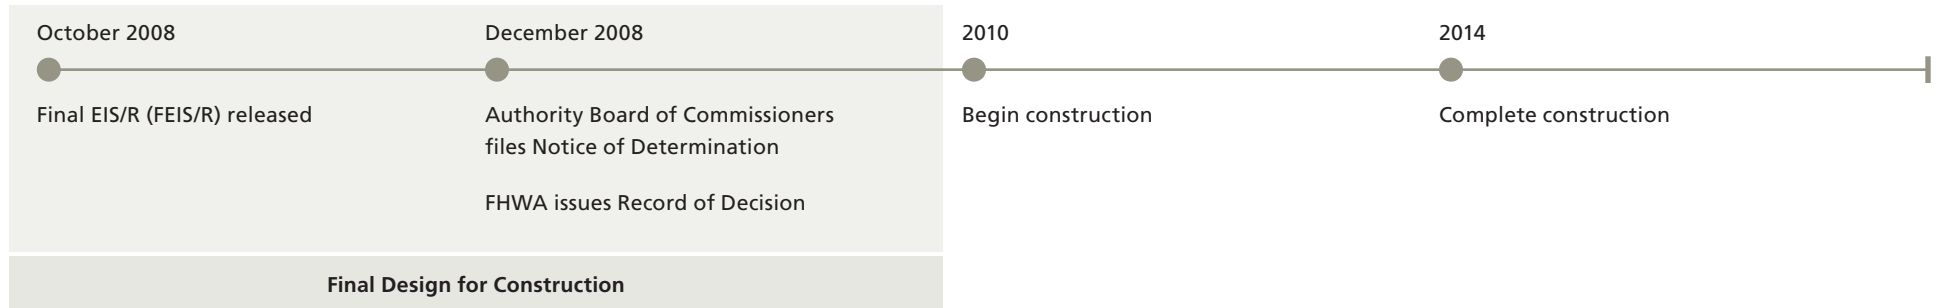 October 2008
Final EIS/R (FEIS/R) released
December 2008
Authority Board of Commissioners
files Notice of Determination
FHWA issues Record of Decision
2010
Begin construction
2014
Complete construction
Final Design for Construction